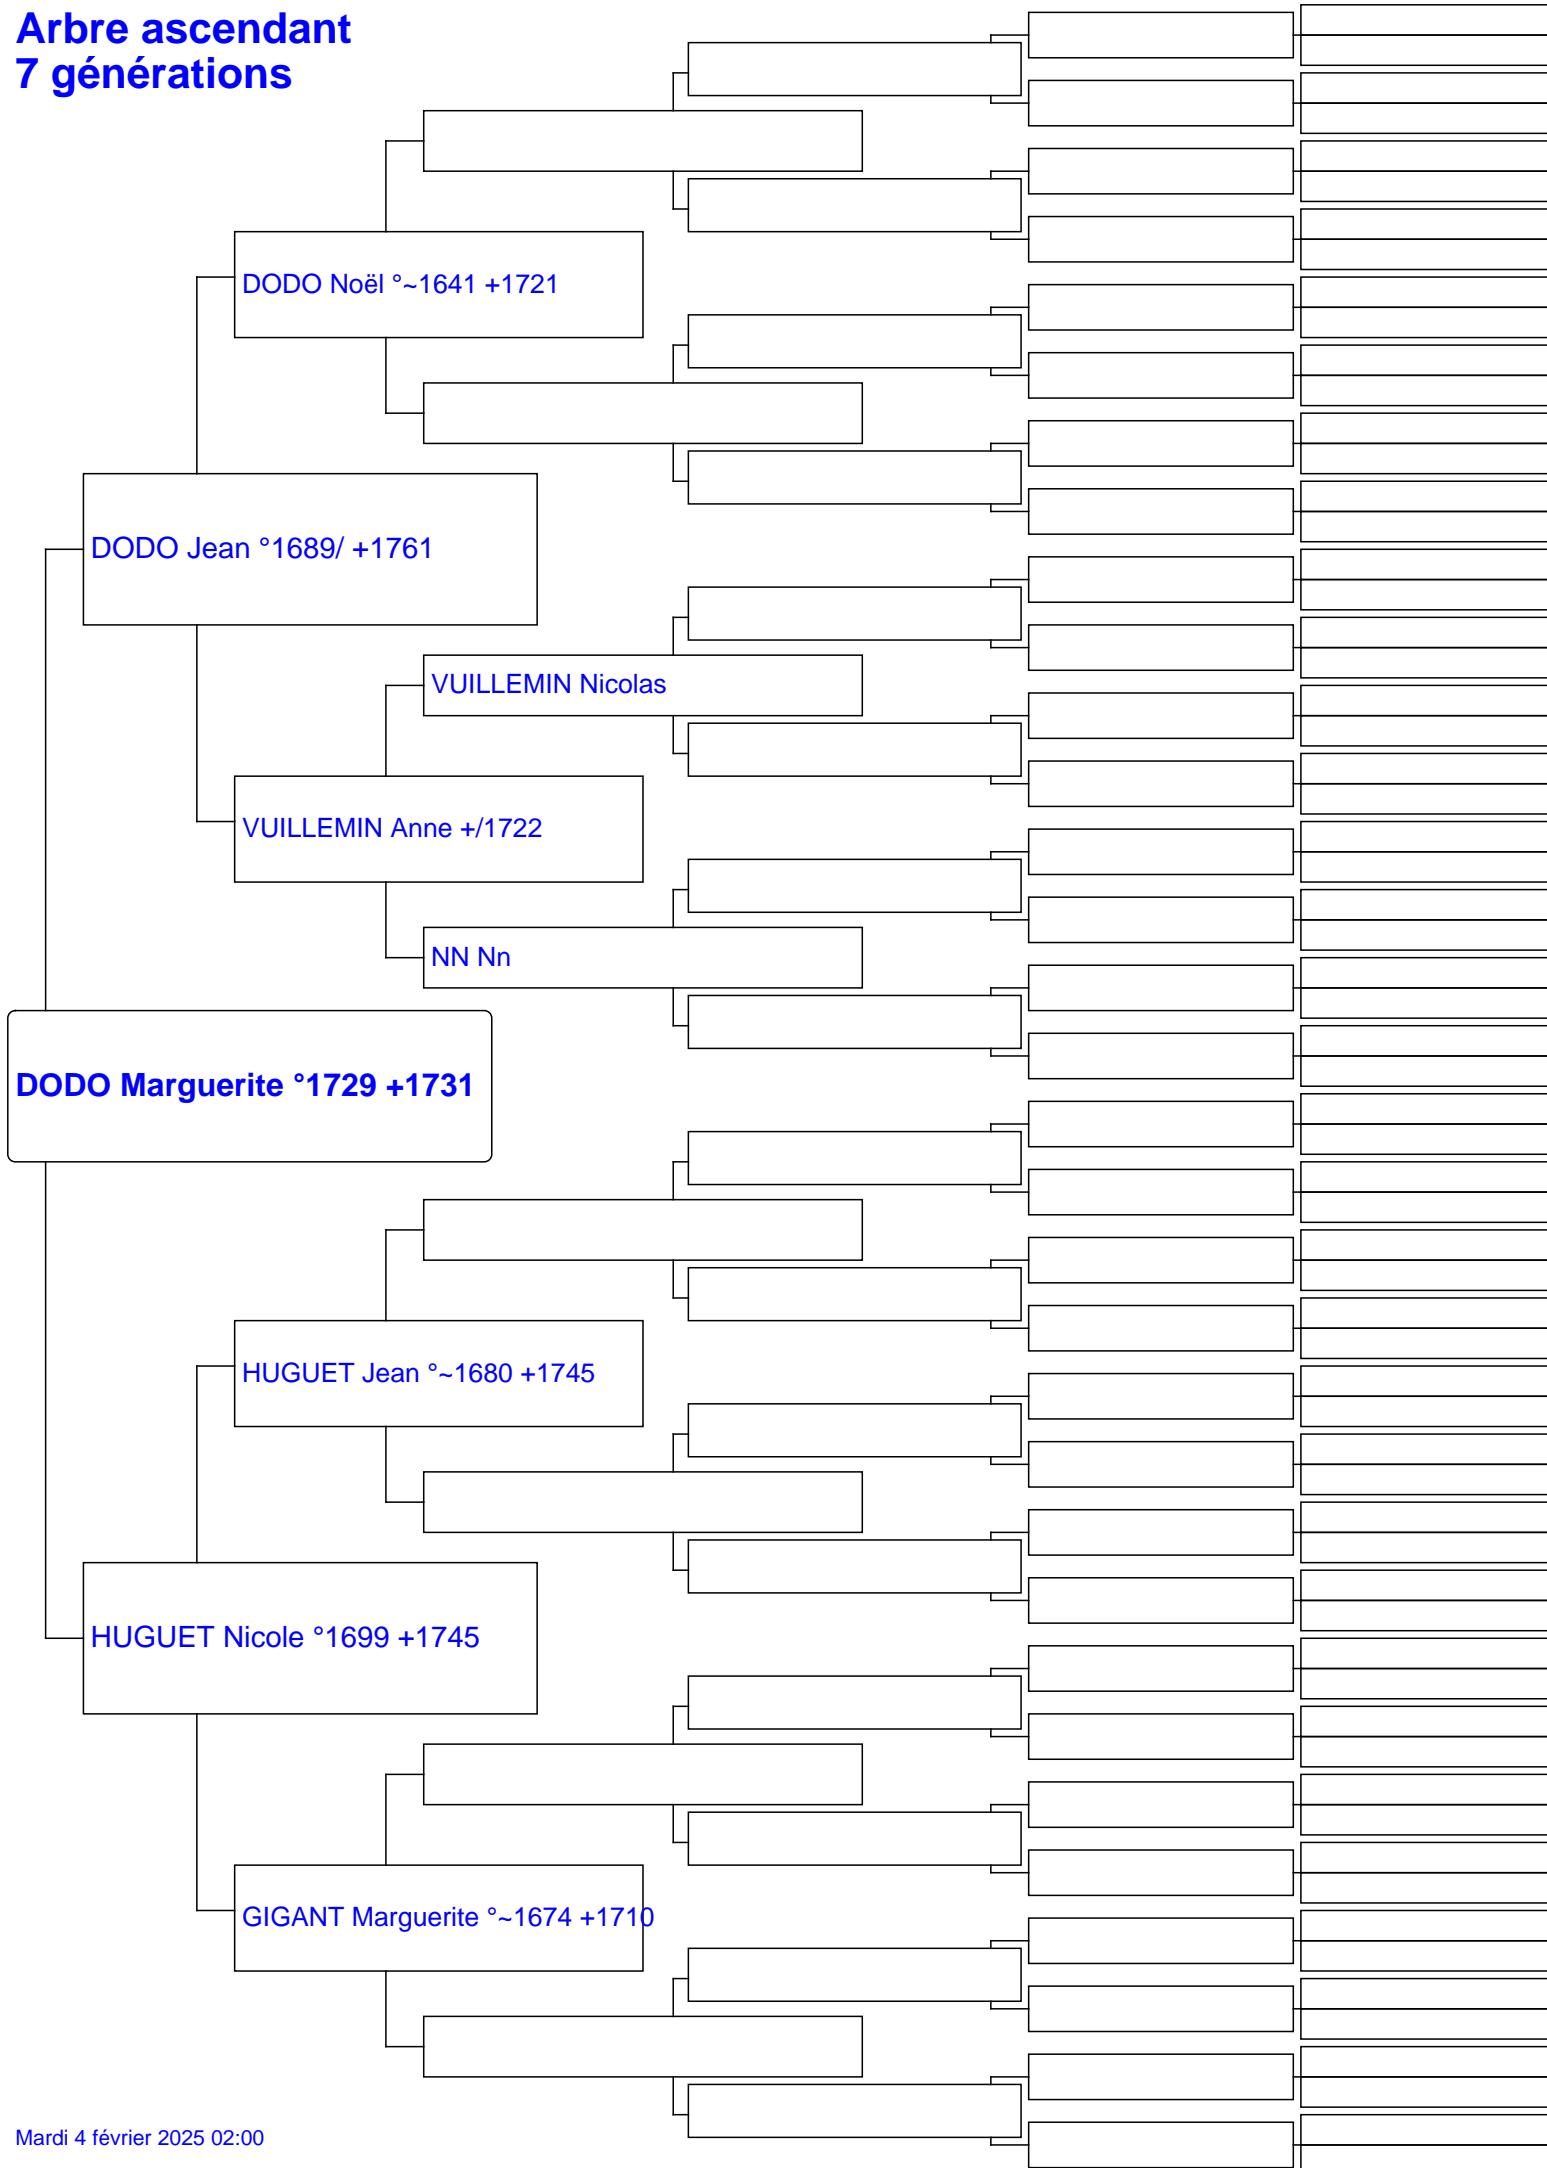 Arbre ascendant
7 générations
DODO Noël °~1641 +1721
DODO Jean °1689/ +1761
VUILLEMIN Nicolas
VUILLEMIN Anne +/1722
NN Nn
DODO Marguerite °1729 +1731
HUGUET Jean °~1680 +1745
HUGUET Nicole °1699 +1745
GIGANT Marguerite °~1674 +1710
Mardi 4 février 2025 02:00